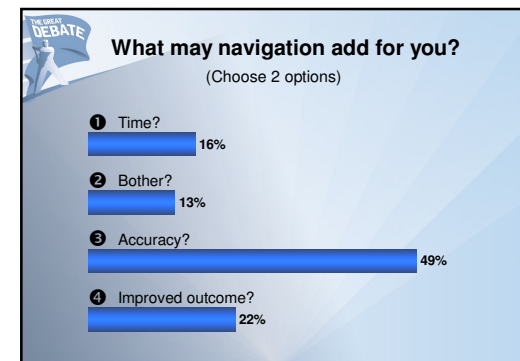 THE GREAT
DEBATE
What may navigation add for you?
(Choose 2 options)
❶ Time?
16%
❷ Bother?
13%
❸ Accuracy?
49%
❹ Improved outcome?
22%